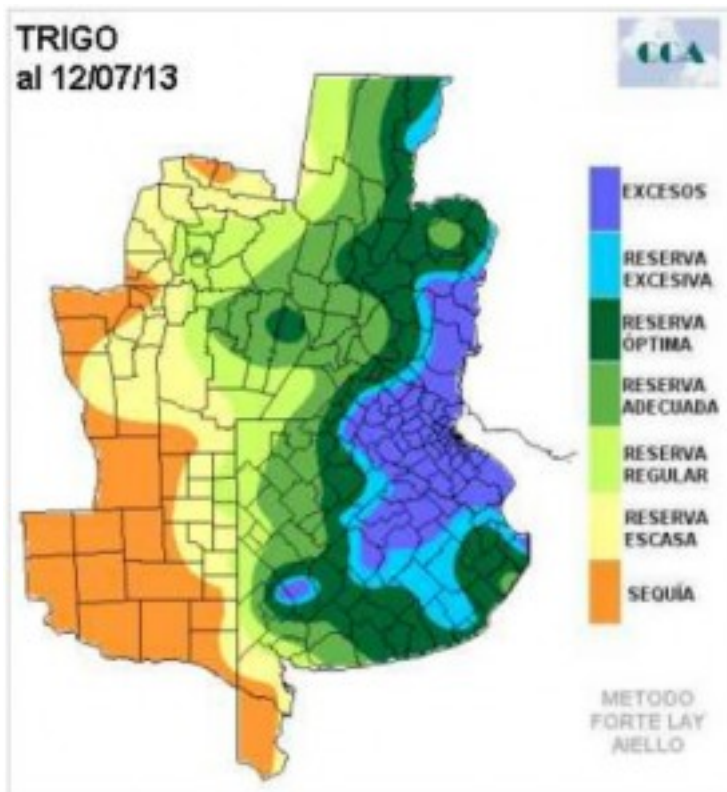 TRIGO
al 12/07/13
CCA
EXCESOS
RESERVA
EXCESIVA
RESERVA
ÓPTIMA
RESERVA
ADECUADA
RESERVA
REGULAR
RESERVA
ESCASA
SEQUÍA
METODO
FORTE LAY
AIELLO